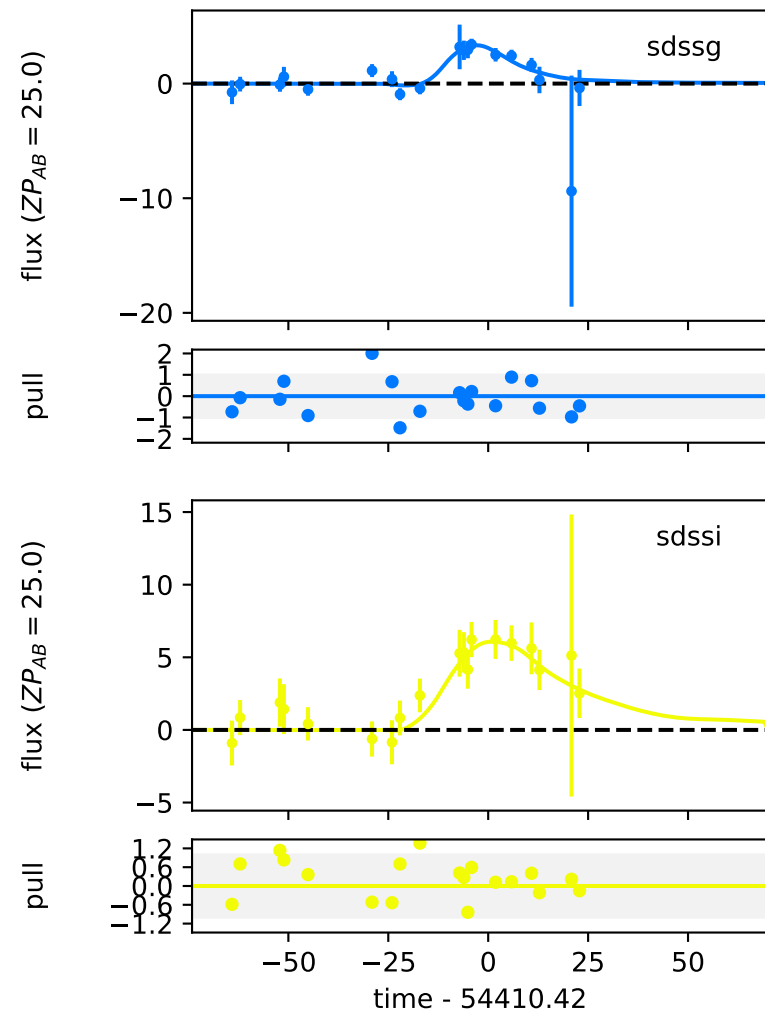 sdssg
flux (ZP_AB = 25.0)
0
−10
−20
pull
2
1
0
−1
−2
sdssi
flux (ZP_AB = 25.0)
15
10
5
0
−5
pull
1.2
0.6
0.0
−0.6
−1.2
−50 −25 0 25 50
time - 54410.42